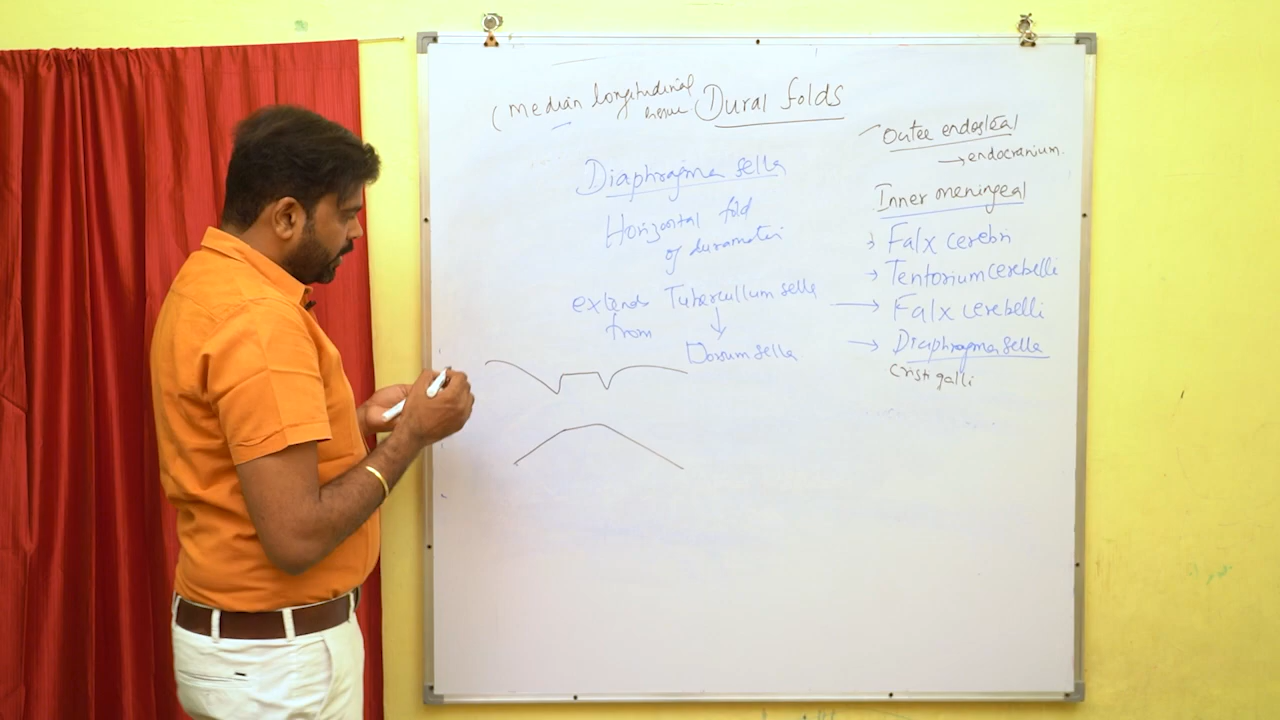 (Median longitudinal
Dural folds
Diaphragma sella
Horizontal fold
of duramater
extends Tuberculum sella
from ↓
Dorsum sella
Outer endosteal
→ endocranium.
Inner meningeal
→ Falx cerebri
→ Tentorium cerebelli
→ Falx cerebelli
→ Diaphragma sella
cristi galli